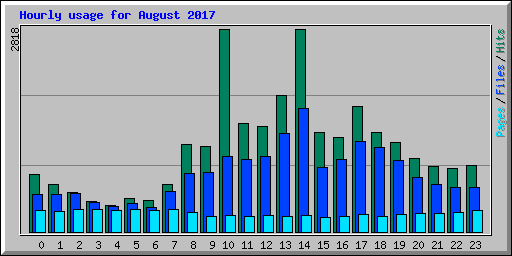 Hourly usage for August 2017
2818
Pages/Files/Hits
0 1 2 3 4 5 6 7 8 9 10 11 12 13 14 15 16 17 18 19 20 21 22 23